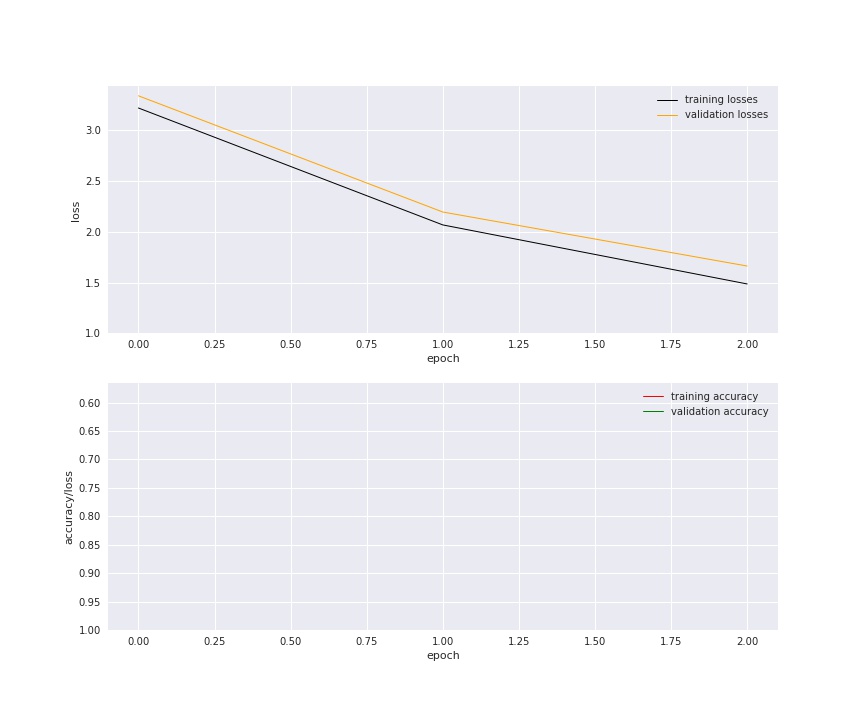 training losses
validation losses
3.0
2.5
2.0
1.5
1.0
loss
0.00 0.25 0.50 0.75 1.00 1.25 1.50 1.75 2.00
epoch
training accuracy
validation accuracy
0.60
0.65
0.70
0.75
0.80
0.85
0.90
0.95
1.00
accuracy/loss
0.00 0.25 0.50 0.75 1.00 1.25 1.50 1.75 2.00
epoch